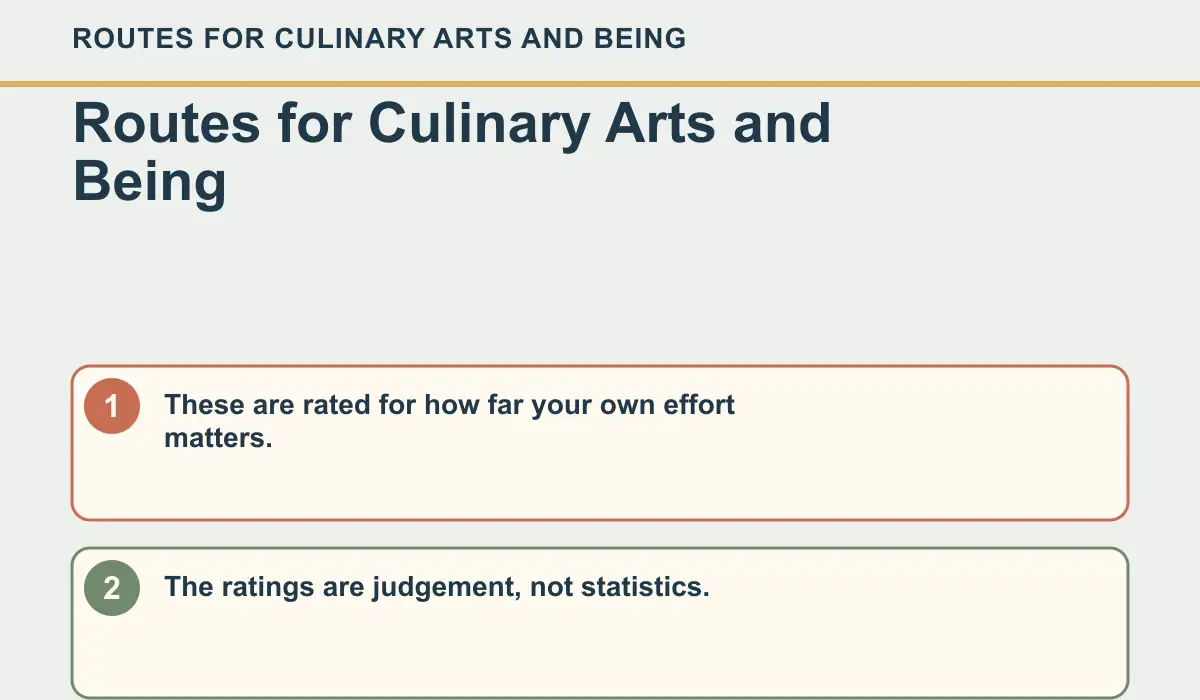 ROUTES FOR CULINARY ARTS AND BEING
Routes for Culinary Arts and
Being
1
These are rated for how far your own effort
matters.
2
The ratings are judgement, not statistics.